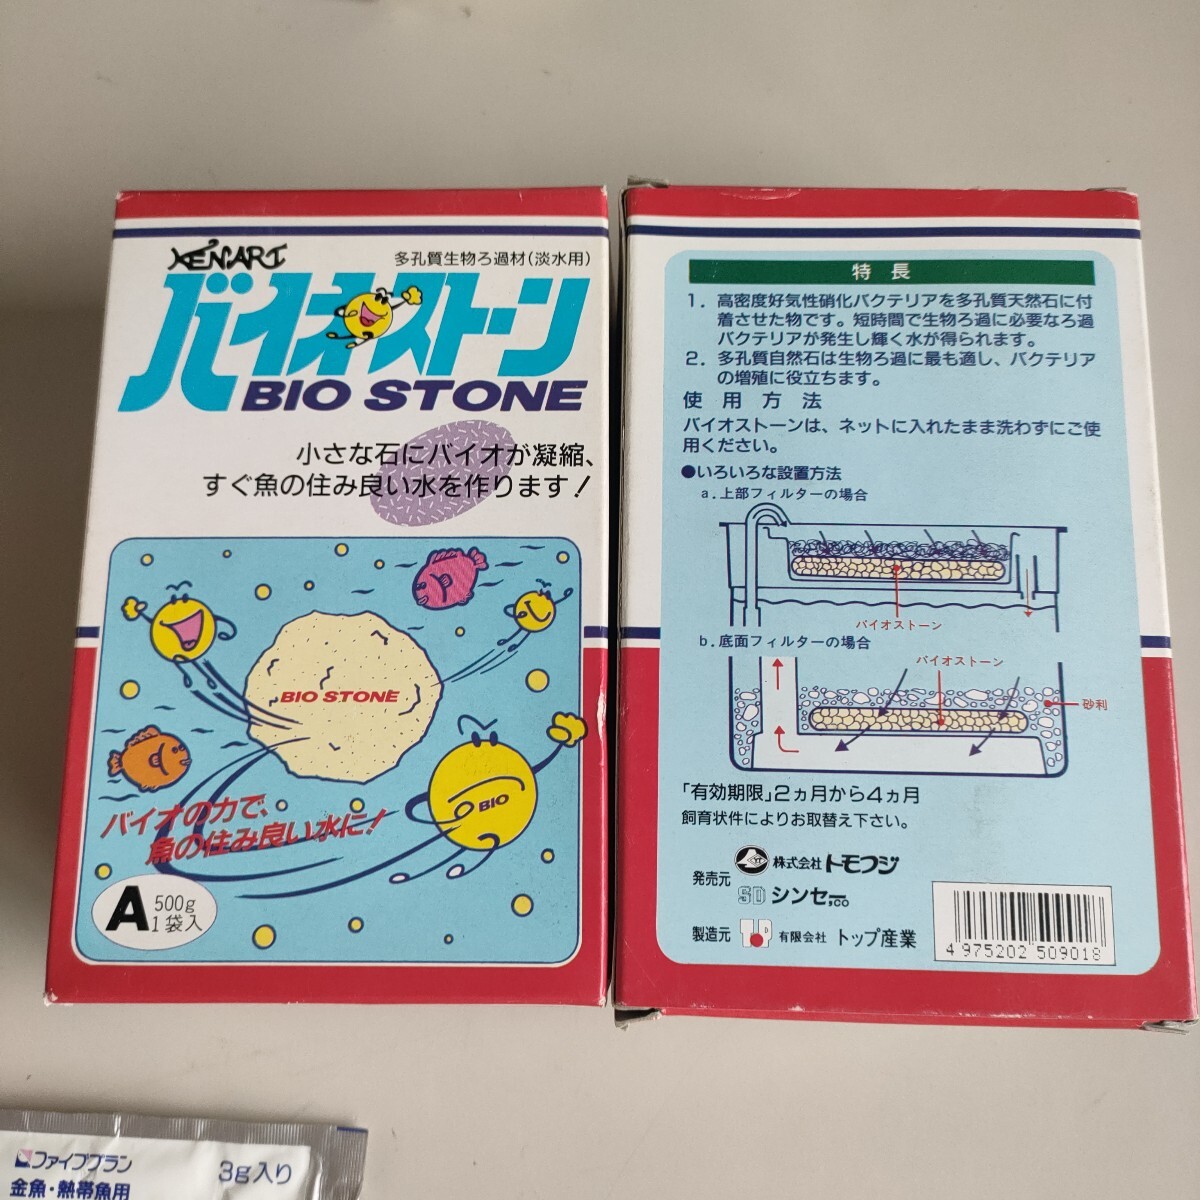 XENARI
多孔質生物ろ過材(淡水用)
バイオストーン
BIO STONE
小さな石にバイオが凝縮、
すぐ魚の住み良い水を作ります!
BIO STONE
BIO
バイオの力で、
魚の住み良い水に!
A 500g
1袋入
特長
1. 高密度好気性硝化バクテリアを多孔質天然石に付
着させた物です。短時間で生物ろ過に必要なろ過
バクテリアが発生し輝く水が得られます。
2. 多孔質自然石は生物ろ過に最も適し、バクテリア
の増殖に役立ちます。
使用方法
バイオストーンは、ネットに入れたまま洗わずにご使
用ください。
●いろいろな設置方法
a.上部フィルターの場合
バイオストーン
b.底面フィルターの場合
バイオストーン
砂利
「有効期限」2ヵ月から4ヵ月
飼育状件によりお取替え下さい。
発売元 株式会社トモフジ
SD シンセー CO
製造元 TOP 有限会社 トップ産業
4 975202 509018
ファイブプラン
3g入り
金魚・熱帯魚用